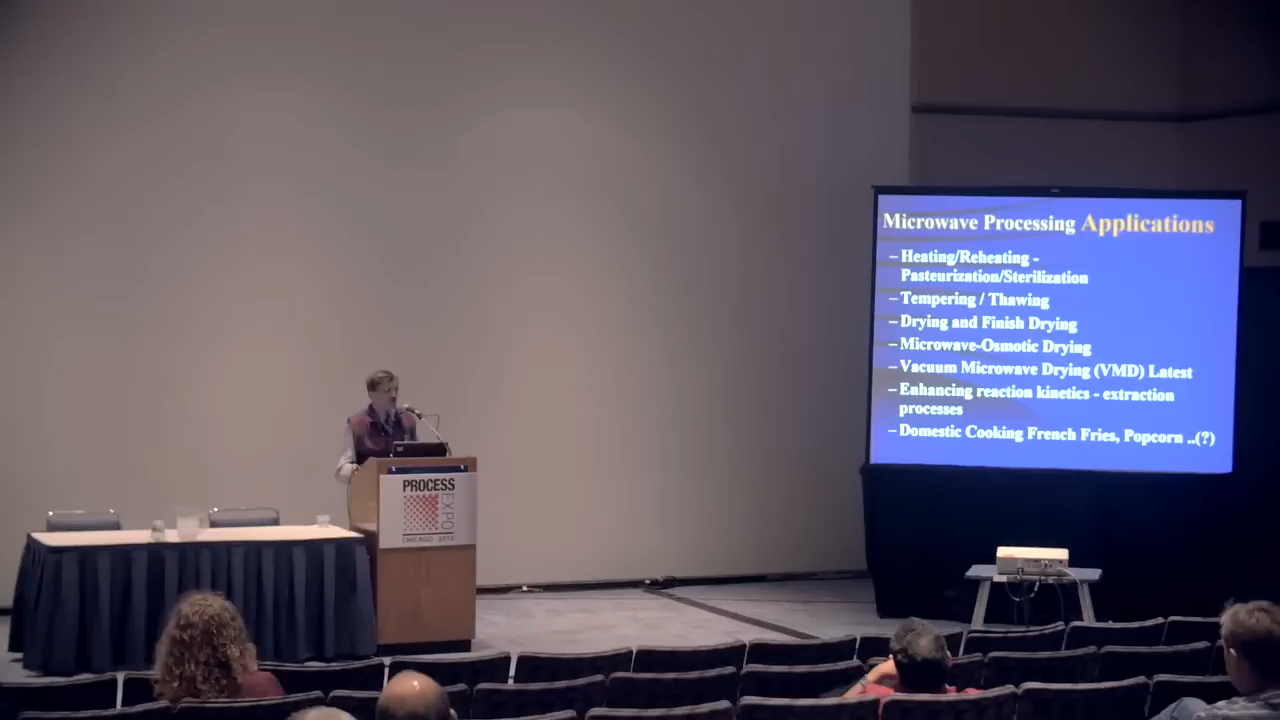 Microwave Processing Applications
– Heating/Reheating -
Pasteurization/Sterilization
– Tempering / Thawing
– Drying and Finish Drying
– Microwave-Osmotic Drying
– Vacuum Microwave Drying (VMD) Latest
– Enhancing reaction kinetics - extraction
processes
– Domestic Cooking French Fries, Popcorn ..(?)
PROCESS
EXPO
CHICAGO